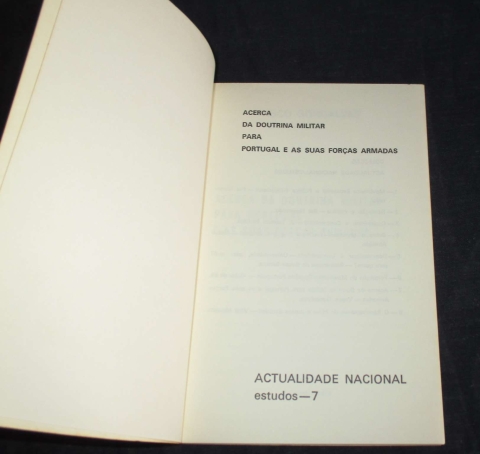 ACERCA
DA DOUTRINA MILITAR
PARA
PORTUGAL E AS SUAS FORÇAS ARMADAS
ACTUALIDADE NACIONAL
estudos—7